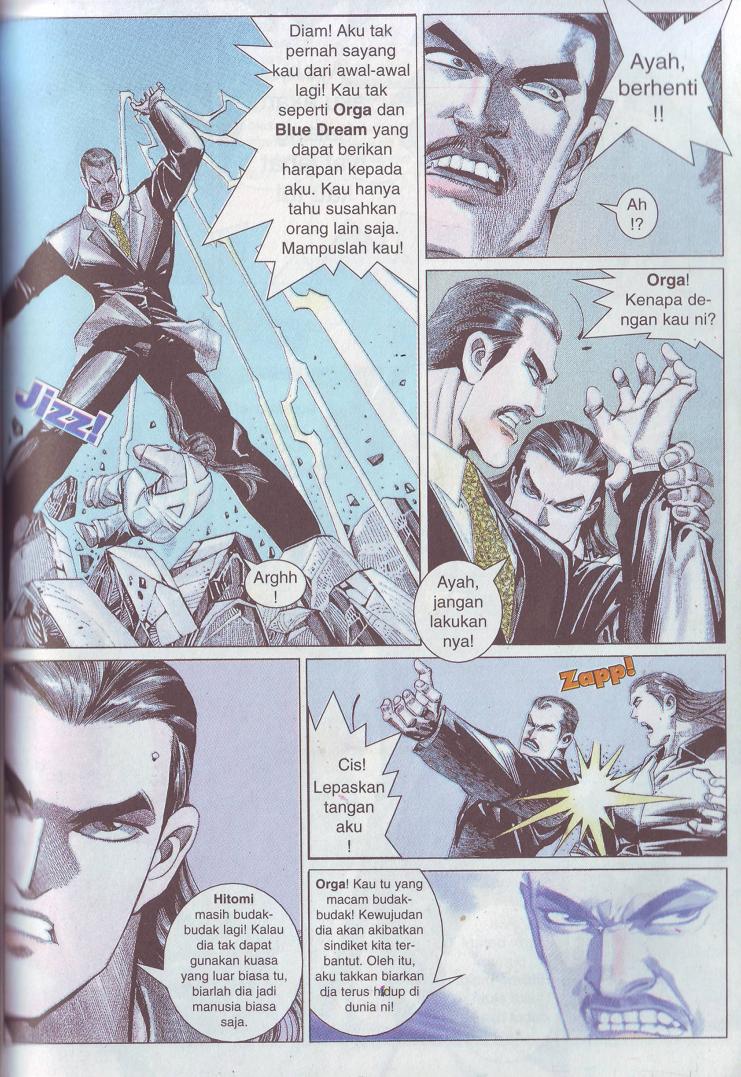 Diam! Aku tak
pernah sayang
kau dari awal-awal
lagi! Kau tak
seperti Orga dan
Blue Dream yang
dapat berikan
harapan kepada
aku. Kau hanya
tahu susahkan
orang lain saja.
Mampuslah kau!
Jizz!
Arghh
!
Ayah,
berhenti
!!
Ah
!?
Orga!
Kenapa de-
ngan kau ni?
Ayah,
jangan
lakukan
nya!
Hitomi
masih budak-
budak lagi! Kalau
dia tak dapat
gunakan kuasa
yang luar biasa tu,
biarlah dia jadi
manusia biasa
saja.
Zapp!
Cis!
Lepaskan
tangan
aku
!
Orga! Kau tu yang
macam budak-
budak! Kewujudan
dia akan akibatkan
sindiket kita ter-
bantut. Oleh itu,
aku takkan biarkan
dia terus hidup di
dunia ni!